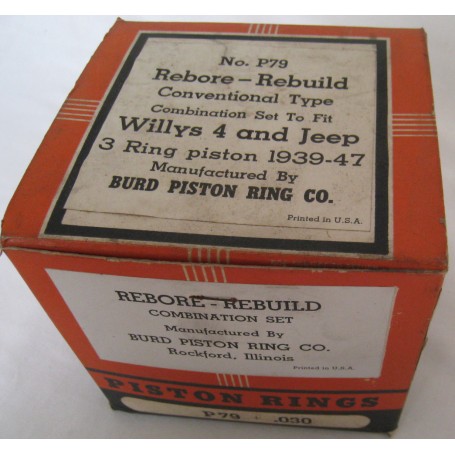 No. P79
Rebore - Rebuild
Conventional Type
Combination Set To Fit
Willys 4 and Jeep
3 Ring piston 1939-47
Manufactured By
BURD PISTON RING CO.
Printed in U.S.A.
REBORE - REBUILD
COMBINATION SET
Manufactured By
BURD PISTON RING CO.
Rockford, Illinois
Printed in U.S.A.
PISTON RINGS
P79 + .030